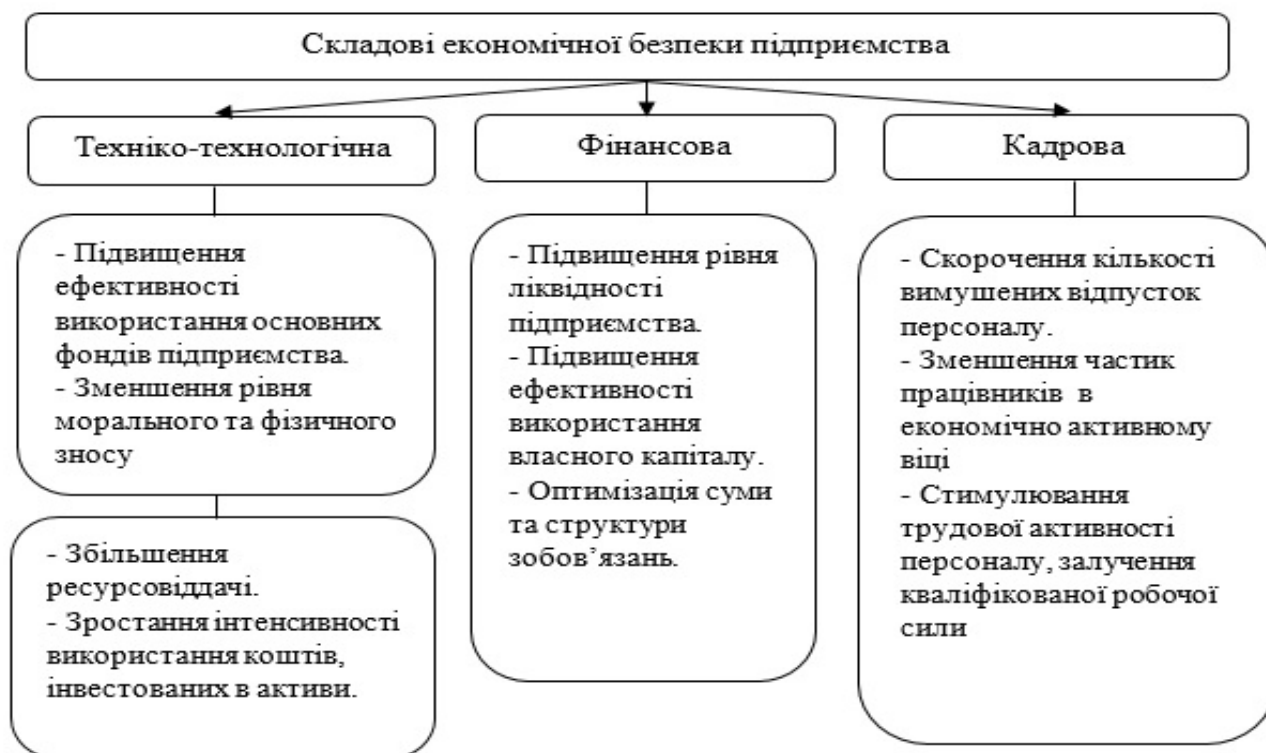 Складові економічної безпеки підприємства
Техніко-технологічна
Фінансова
Кадрова
- Підвищення
ефективності
використання основних
фондів підприємства.
- Зменшення рівня
морального та фізичного
зносу
- Збільшення
ресурсовіддачі.
- Зростання інтенсивності
використання коштів,
інвестованих в активи.
- Підвищення рівня
ліквідності
підприємства.
- Підвищення
ефективності
використання
власного капіталу.
- Оптимізація суми
та структури
зобов’язань.
- Скорочення кількості
вимушених відпусток
персоналу.
- Зменшення частик
працівників в
економічно активному
віці
- Стимулювання
трудової активності
персоналу, залучення
кваліфікованої робочої
сили